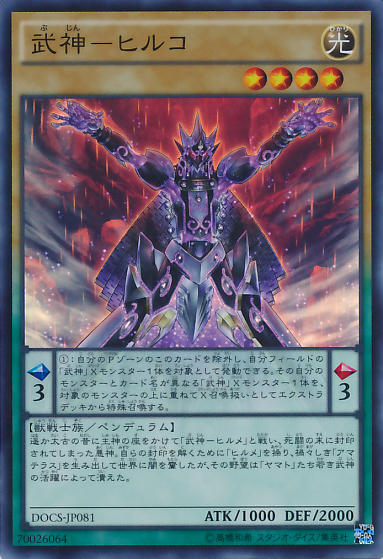 武神－ヒルコ
光
①：自分のPゾーンのこのカードを除外し、自分フィールドの
「武神」Xモンスター1体を対象として発動できる。その自分の
モンスターとカード名が異なる「武神」Xモンスター1体を、
対象のモンスターの上に重ねてX召喚扱いとしてエクストラ
デッキから特殊召喚する。
3
3
【獣戦士族／ペンデュラム】
遥か太古の昔に主神の座をかけて「武神－ヒルメ」と戦い、死闘の末に封印
されてしまった悪神。自らの封印を解くために「ヒルメ」を操り、禍々しき「アマ
テラス」を生み出して世界に闇を齎したが、その野望は「ヤマト」たち若き武神
の活躍によって潰えた。
DOCS-JP081
ATK/1000 DEF/2000
70026064
©高橋和希 スタジオ・ダイス/集英社